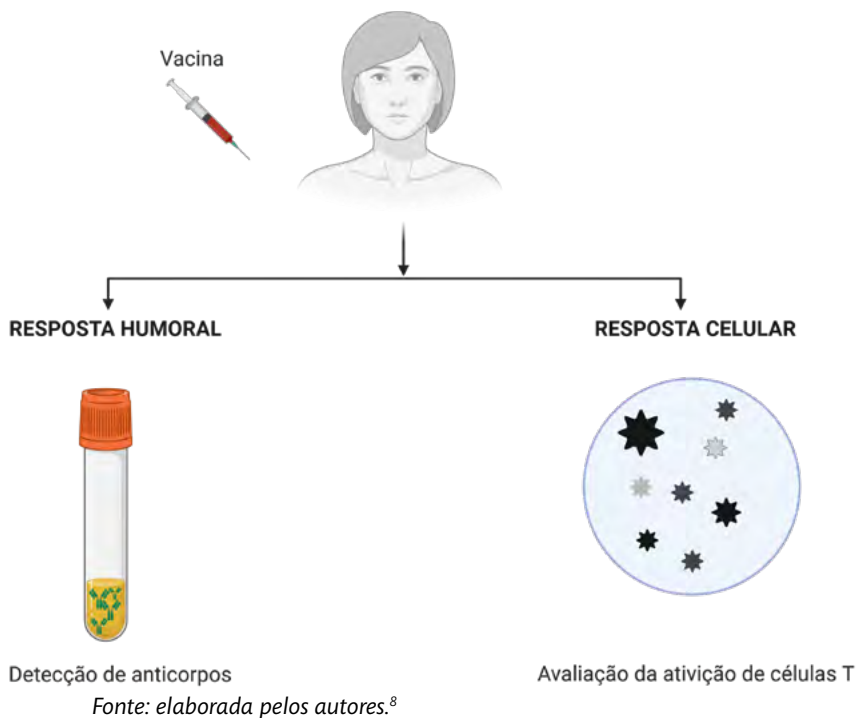 Vacina
RESPOSTA HUMORAL
RESPOSTA CELULAR
Detecção de anticorpos
Avaliação da ativição de células T
Fonte: elaborada pelos autores.⁸